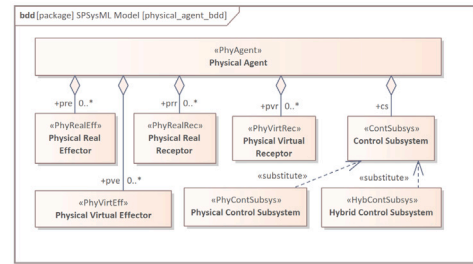 bdd [package] SPSysML Model [physical_agent_bdd]
«PhyAgent»
Physical Agent
+pre 0..*
+prr 0..*
+pvr 0..*
+cs
«PhyRealEff»
Physical Real
Effector
«PhyRealRec»
Physical Real
Receptor
«PhyVirtRec»
Physical Virtual
Receptor
«ContSubsys»
Control Subsystem
+pve 0..*
«substitute»
«substitute»
«PhyVirtEff»
Physical Virtual Effector
«PhyContSubsys»
Physical Control Subsystem
«HybContSubsys»
Hybrid Control Subsystem